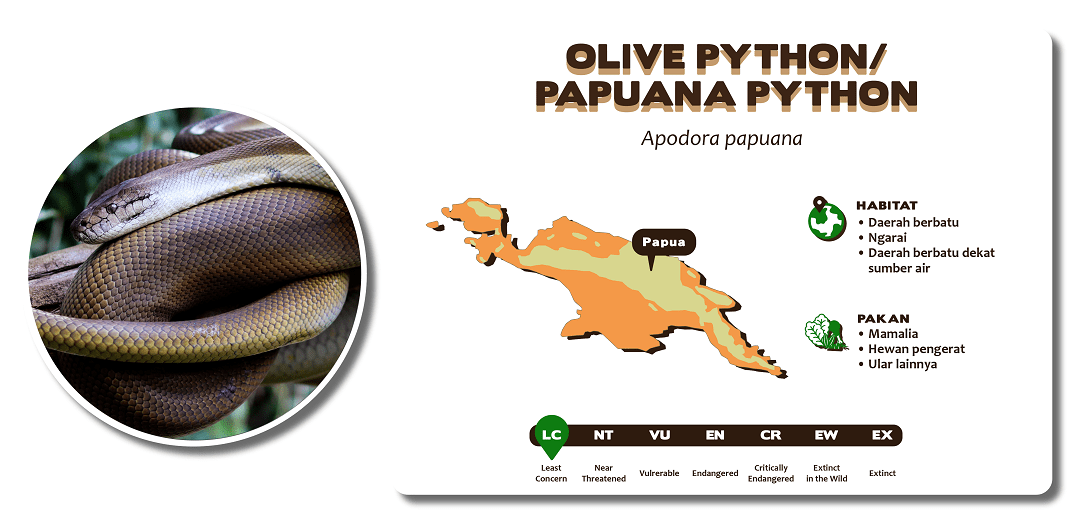 OLIVE PYTHON/
PAPUANA PYTHON
Apodora papuana
Papua
HABITAT
• Daerah berbatu
• Ngarai
• Daerah berbatu dekat
sumber air
PAKAN
• Mamalia
• Hewan pengerat
• Ular lainnya
LC NT VU EN CR EW EX
Least Concern
Near Threatened
Vulrerable
Endangered
Critically Endangered
Extinct in the Wild
Extinct